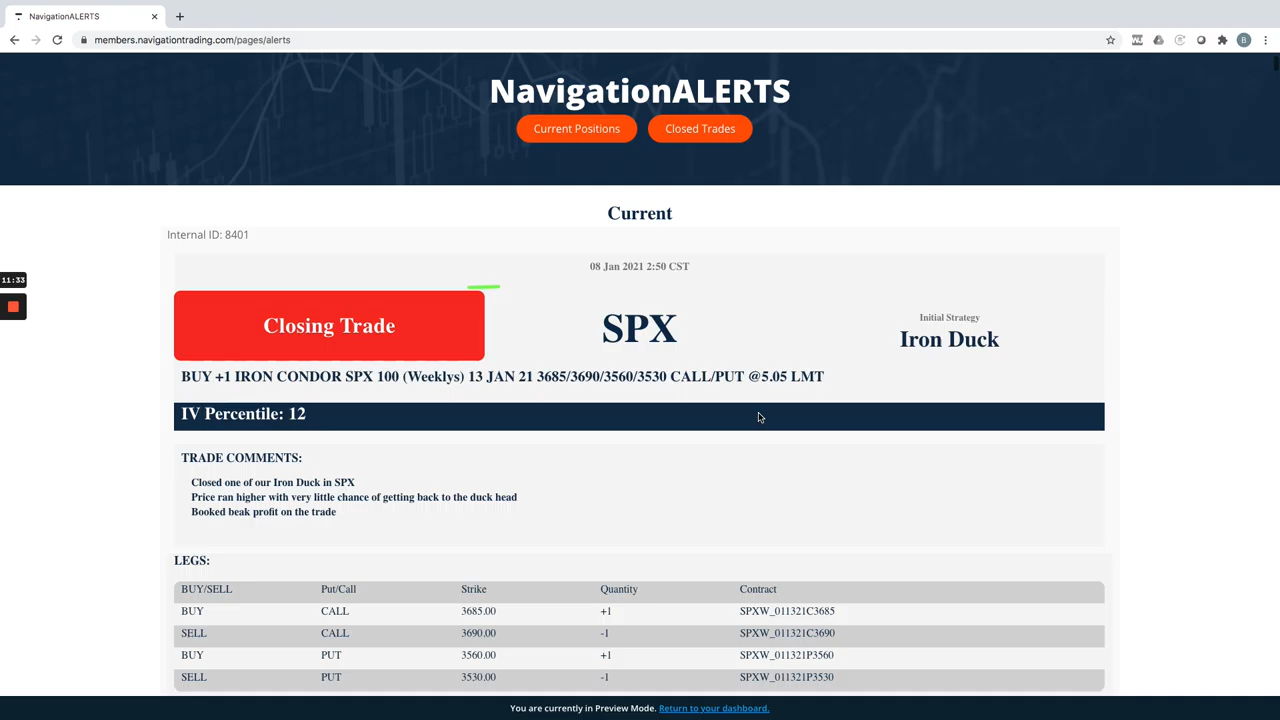 NavigationALERTS
members.navigationtrading.com/pages/alerts
B
NavigationALERTS
Current Positions
Closed Trades
Current
Internal ID: 8401
08 Jan 2021 2:50 CST
11:33
Closing Trade
SPX
Initial Strategy
Iron Duck
BUY +1 IRON CONDOR SPX 100 (Weeklys) 13 JAN 21 3685/3690/3560/3530 CALL/PUT @5.05 LMT
IV Percentile: 12
TRADE COMMENTS:
Closed one of our Iron Duck in SPX
Price ran higher with very little chance of getting back to the duck head
Booked beak profit on the trade
LEGS:
BUY/SELL Put/Call Strike Quantity Contract
BUY CALL 3685.00 +1 SPXW_011321C3685
SELL CALL 3690.00 -1 SPXW_011321C3690
BUY PUT 3560.00 +1 SPXW_011321P3560
SELL PUT 3530.00 -1 SPXW_011321P3530
You are currently in Preview Mode. Return to your dashboard.